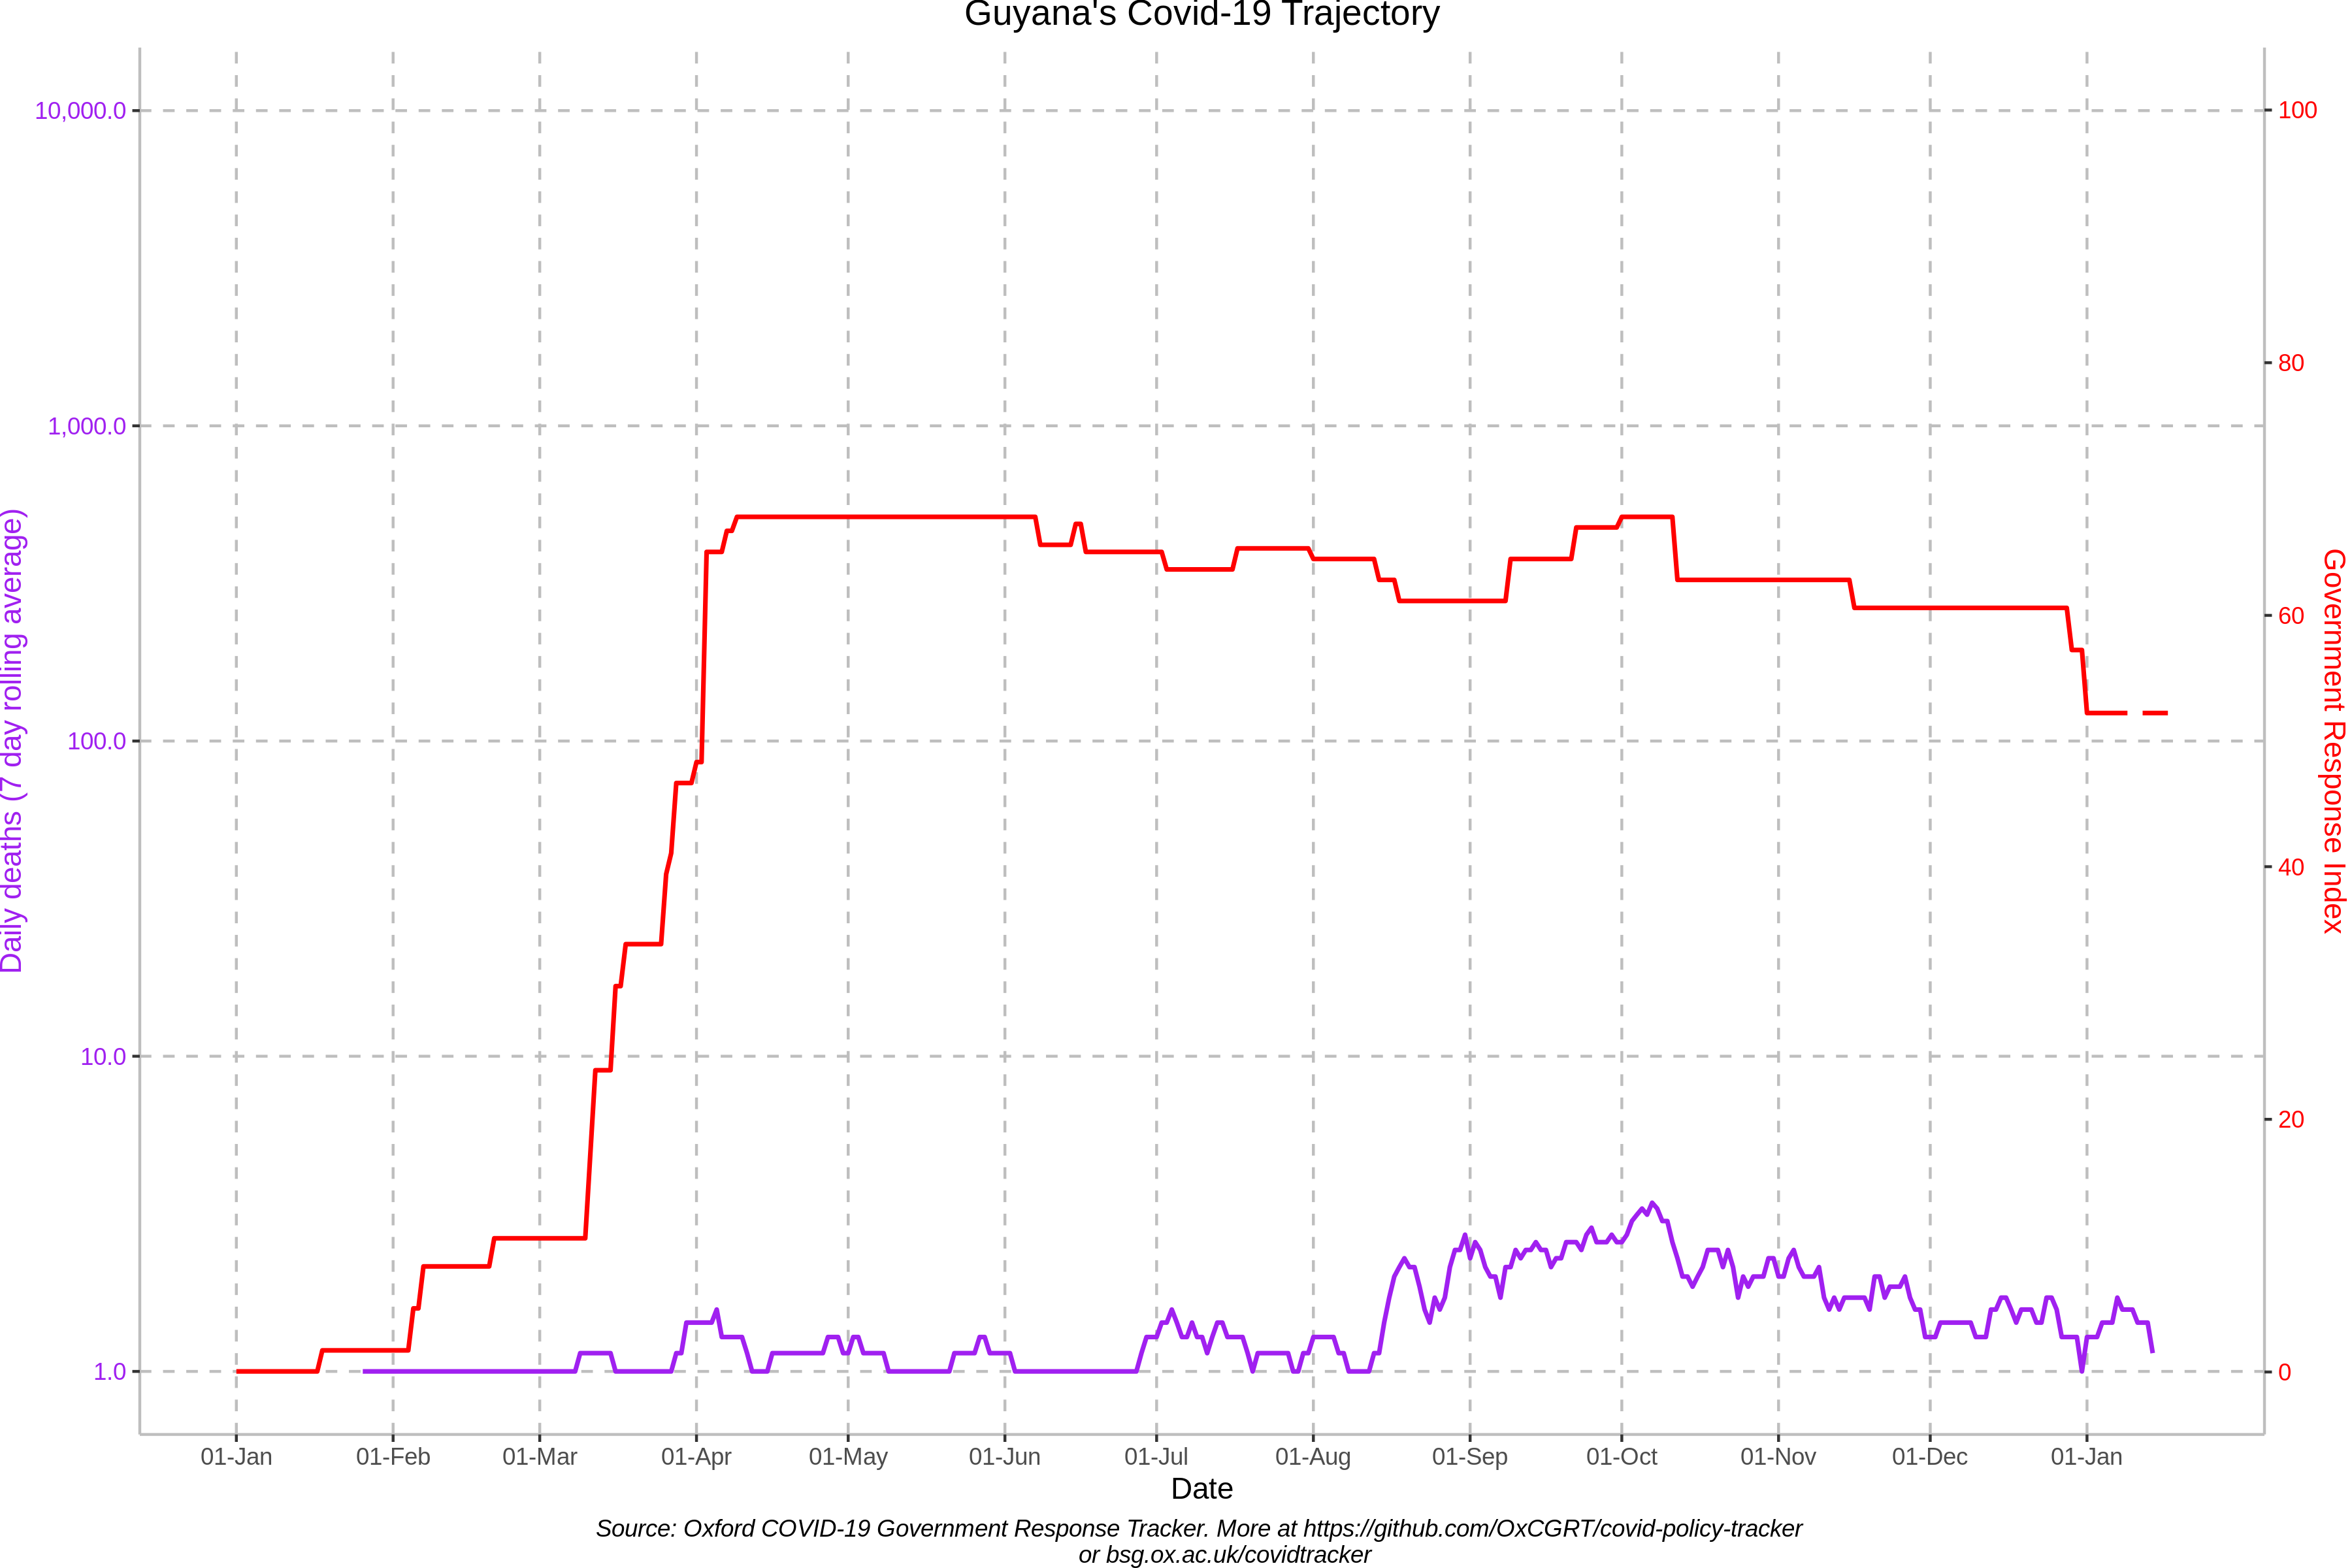 Guyana's Covid-19 Trajectory
10,000.0
1,000.0
100.0
10.0
1.0
Daily deaths (7 day rolling average)
100
80
60
40
20
0
Government Response Index
01-Jan 01-Feb 01-Mar 01-Apr 01-May 01-Jun 01-Jul 01-Aug 01-Sep 01-Oct 01-Nov 01-Dec 01-Jan
Date
Source: Oxford COVID-19 Government Response Tracker. More at https://github.com/OxCGRT/covid-policy-tracker
or bsg.ox.ac.uk/covidtracker